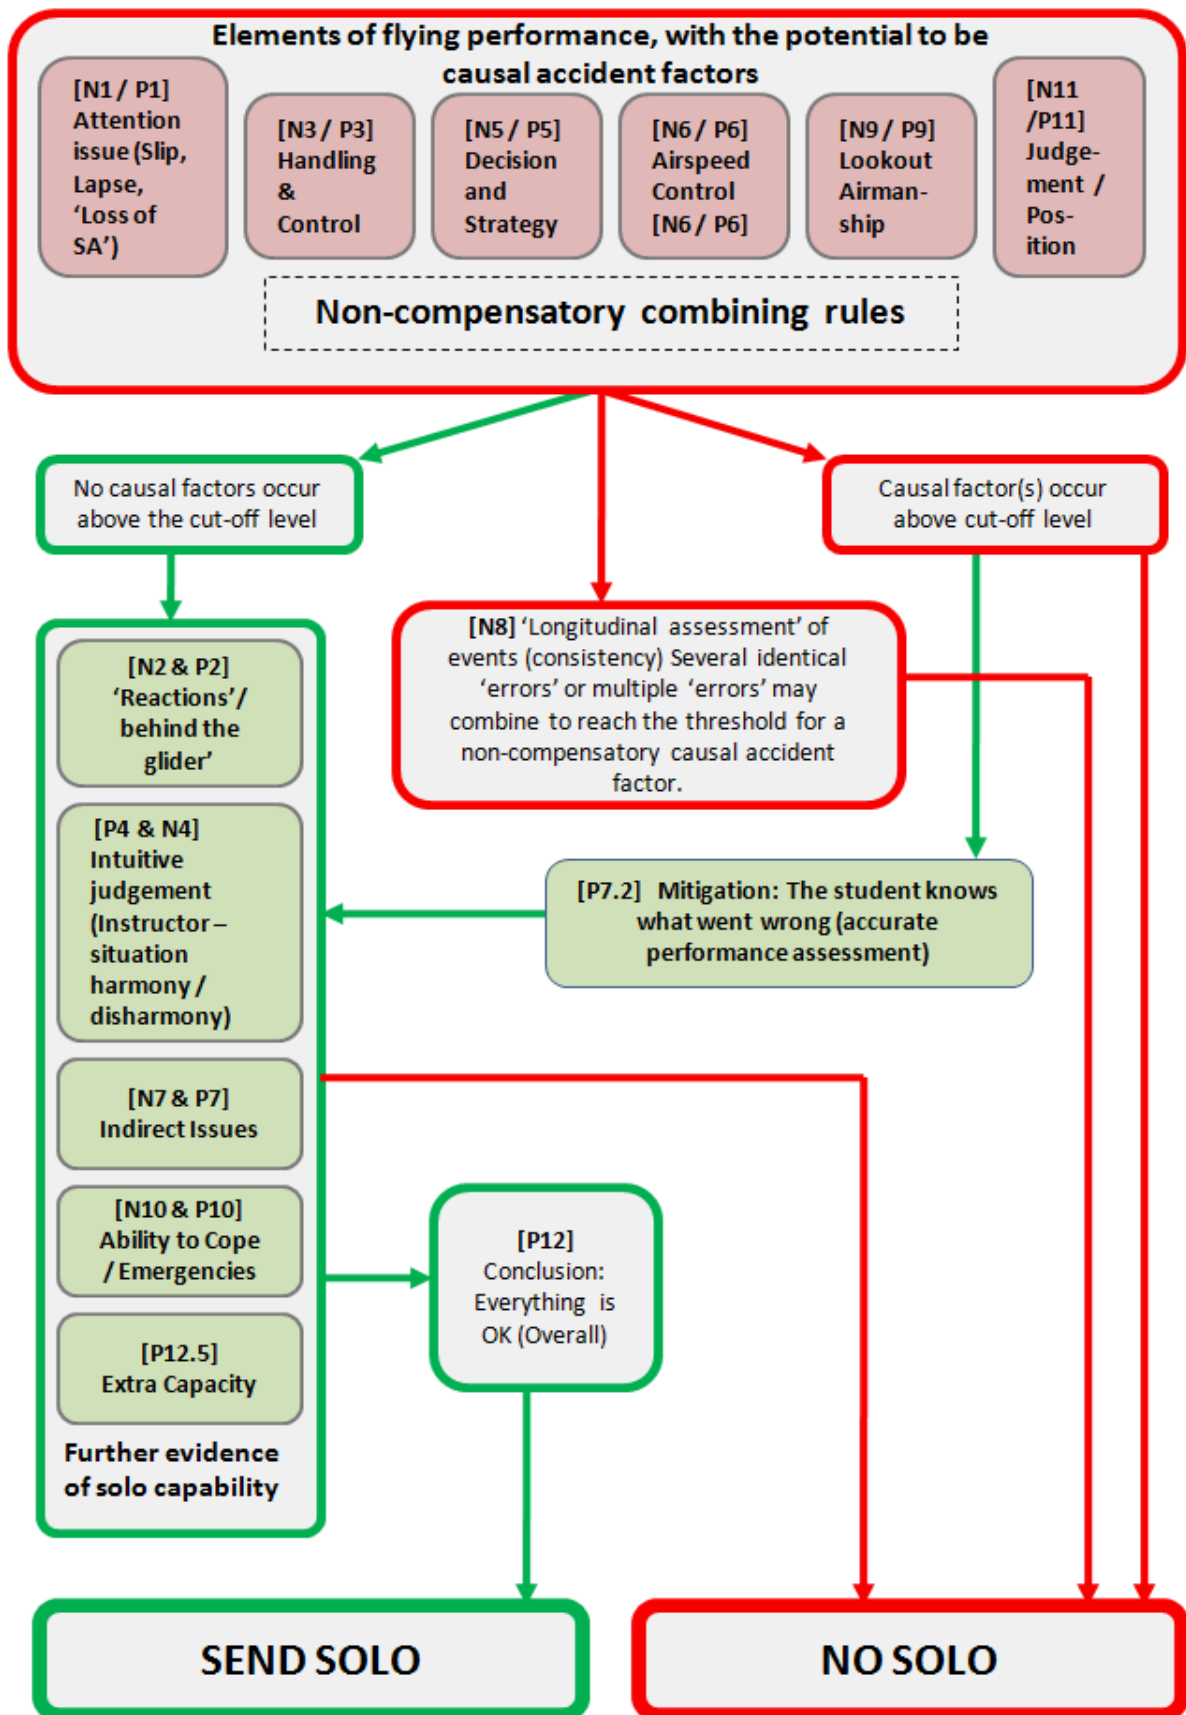 Elements of flying performance, with the potential to be
causal accident factors
[N1 / P1]
Attention
issue (Slip,
Lapse,
‘Loss of
SA’)
[N3 / P3]
Handling
&
Control
[N5 / P5]
Decision
and
Strategy
[N6 / P6]
Airspeed
Control
[N6 / P6]
[N9 / P9]
Lookout
Airman-
ship
[N11
/P11]
Judge-
ment /
Pos-
ition
Non-compensatory combining rules
No causal factors occur
above the cut-off level
Causal factor(s) occur
above cut-off level
[N8] ‘Longitudinal assessment’ of
events (consistency) Several identical
‘errors’ or multiple ‘errors’ may
combine to reach the threshold for a
non-compensatory causal accident
factor.
[N2 & P2]
‘Reactions’/
behind the
glider’
[P4 & N4]
Intuitive
judgement
(Instructor –
situation
harmony /
disharmony)
[P7.2] Mitigation: The student knows
what went wrong (accurate
performance assessment)
[N7 & P7]
Indirect Issues
[N10 & P10]
Ability to Cope
/ Emergencies
[P12.5]
Extra Capacity
Further evidence
of solo capability
[P12]
Conclusion:
Everything is
OK (Overall)
SEND SOLO
NO SOLO